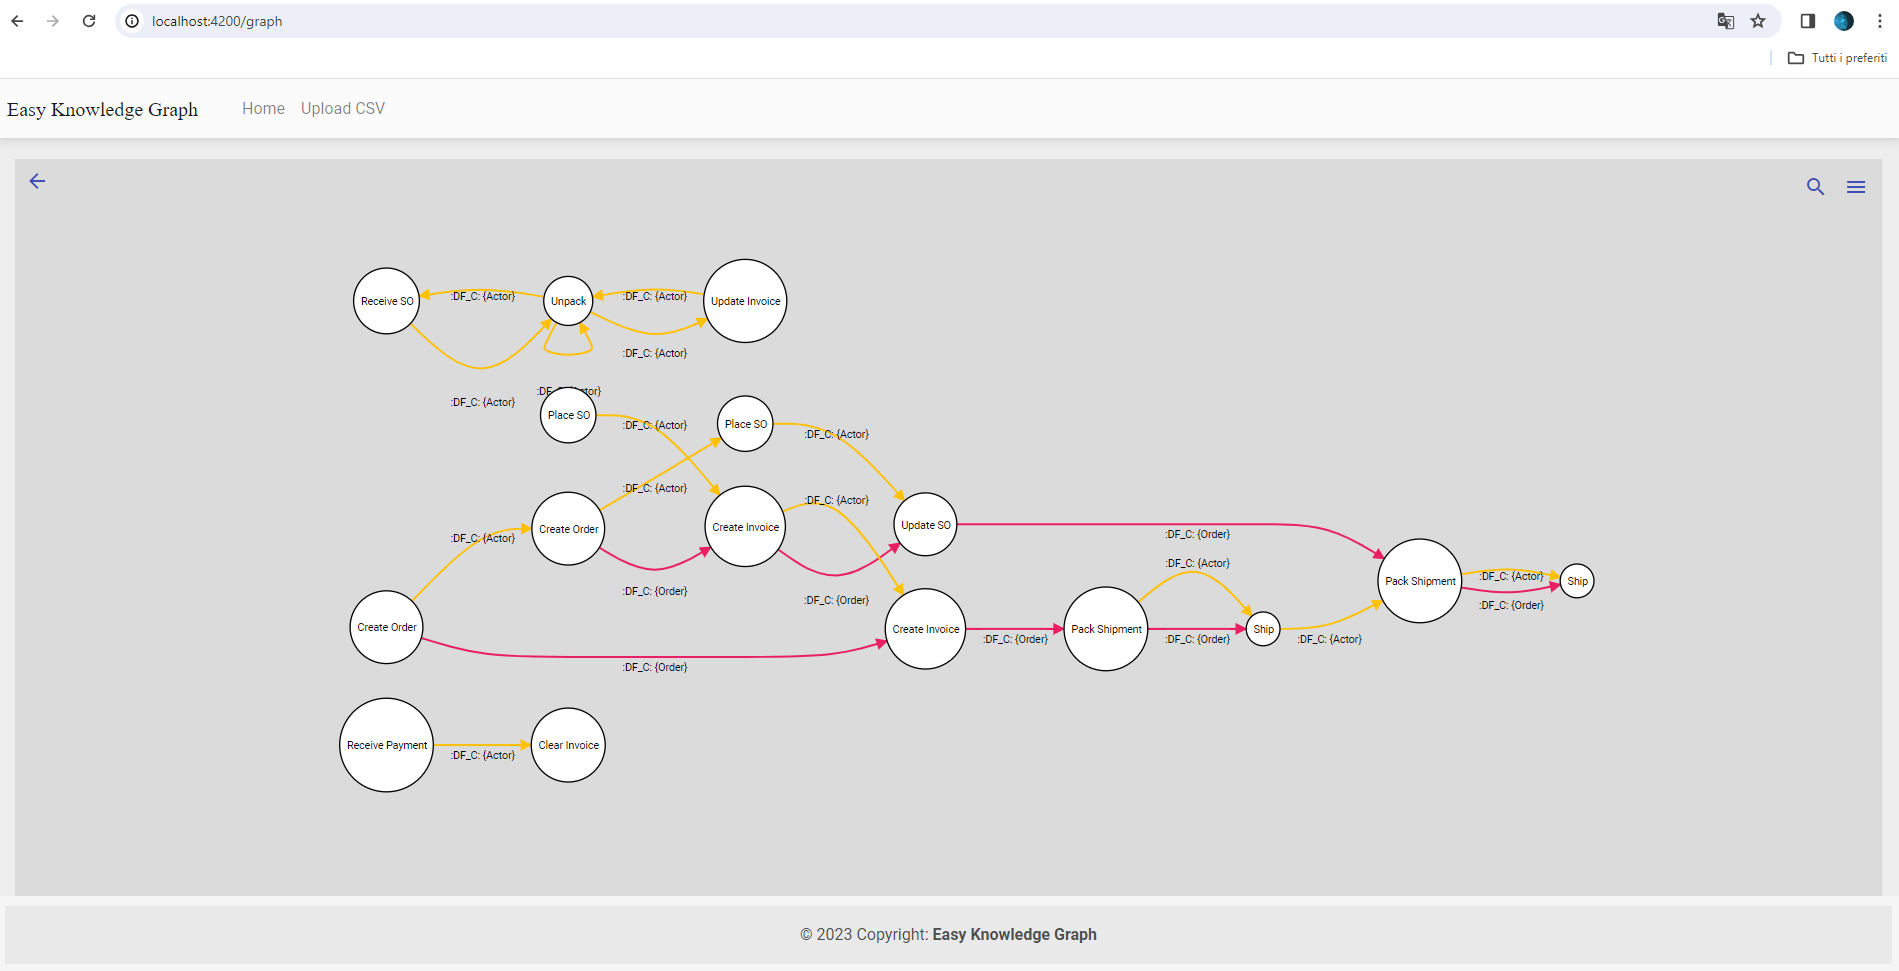 localhost:4200/graph
Tutti i preferiti
Easy Knowledge Graph
Home
Upload CSV
Receive SO
:DF_C: {Actor}
Unpack
:DF_C: {Actor}
Update Invoice
:DF_C: {Actor}
:DF_C: {Actor}
:DF_C: {Actor}
Place SO
:DF_C: {Actor}
Place SO
:DF_C: {Actor}
:DF_C: {Actor}
:DF_C: {Actor}
Create Order
Create Invoice
Update SO
:DF_C: {Actor}
:DF_C: {Order}
:DF_C: {Actor}
:DF_C: {Order}
:DF_C: {Order}
Pack Shipment
:DF_C: {Actor}
:DF_C: {Order}
Ship
Create Order
Create Invoice
:DF_C: {Order}
Pack Shipment
:DF_C: {Order}
Ship
:DF_C: {Actor}
:DF_C: {Order}
Receive Payment
:DF_C: {Actor}
Clear Invoice
© 2023 Copyright: Easy Knowledge Graph